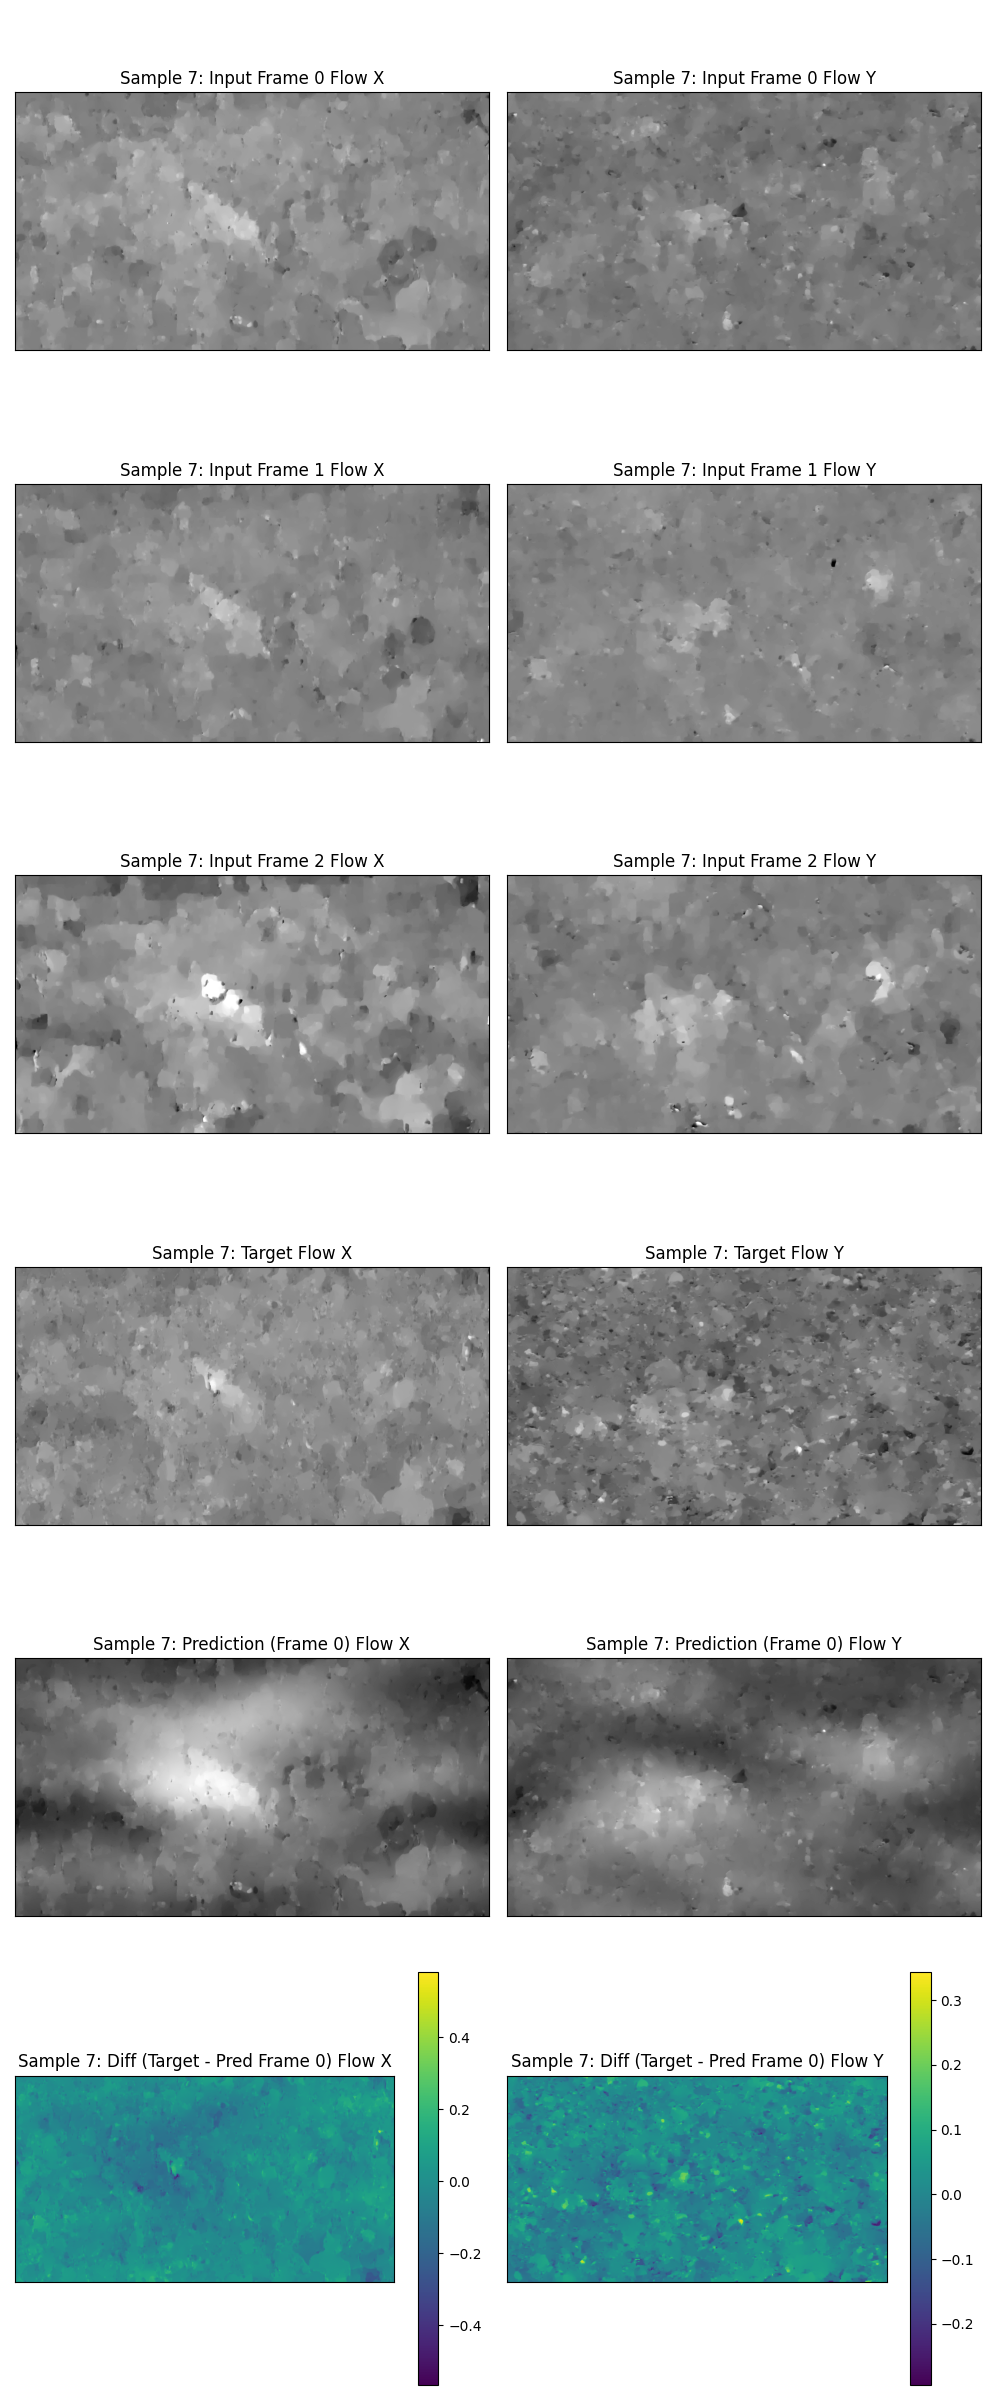 Sample 7: Input Frame 0 Flow X
Sample 7: Input Frame 0 Flow Y
Sample 7: Input Frame 1 Flow X
Sample 7: Input Frame 1 Flow Y
Sample 7: Input Frame 2 Flow X
Sample 7: Input Frame 2 Flow Y
Sample 7: Target Flow X
Sample 7: Target Flow Y
Sample 7: Prediction (Frame 0) Flow X
Sample 7: Prediction (Frame 0) Flow Y
Sample 7: Diff (Target - Pred Frame 0) Flow X
0.4
0.2
0.0
−0.2
−0.4
Sample 7: Diff (Target - Pred Frame 0) Flow Y
0.3
0.2
0.1
0.0
−0.1
−0.2